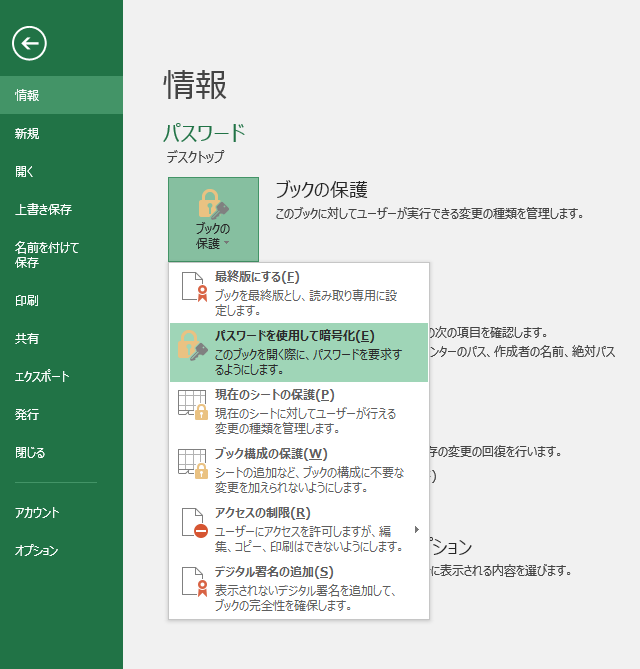 情報
新規
開く
上書き保存
名前を付けて
保存
印刷
共有
エクスポート
発行
閉じる
アカウント
オプション
情報
パスワード
デスクトップ
ブックの
保護
ブックの保護
このブックに対してユーザーが実行できる変更の種類を管理します。
最終版にする(F)
ブックを最終版とし、読み取り専用に設
定します。
パスワードを使用して暗号化(E)
このブックを開く際に、パスワードを要求す
るようにします。
現在のシートの保護(P)
現在のシートに対してユーザーが行える
変更の種類を管理します。
ブック構成の保護(W)
シートの追加など、ブックの構成に不要な
変更を加えられないようにします。
アクセスの制限(R)
ユーザーにアクセスを許可しますが、編
集、コピー、印刷はできないようにします。
デジタル署名の追加(S)
表示されないデジタル署名を追加して、
ブックの完全性を確保します。
の次の項目を確認します。
ンターのパス、作成者の名前、絶対パス
存の変更の回復を行います。
)
プション
に表示される内容を選びます。